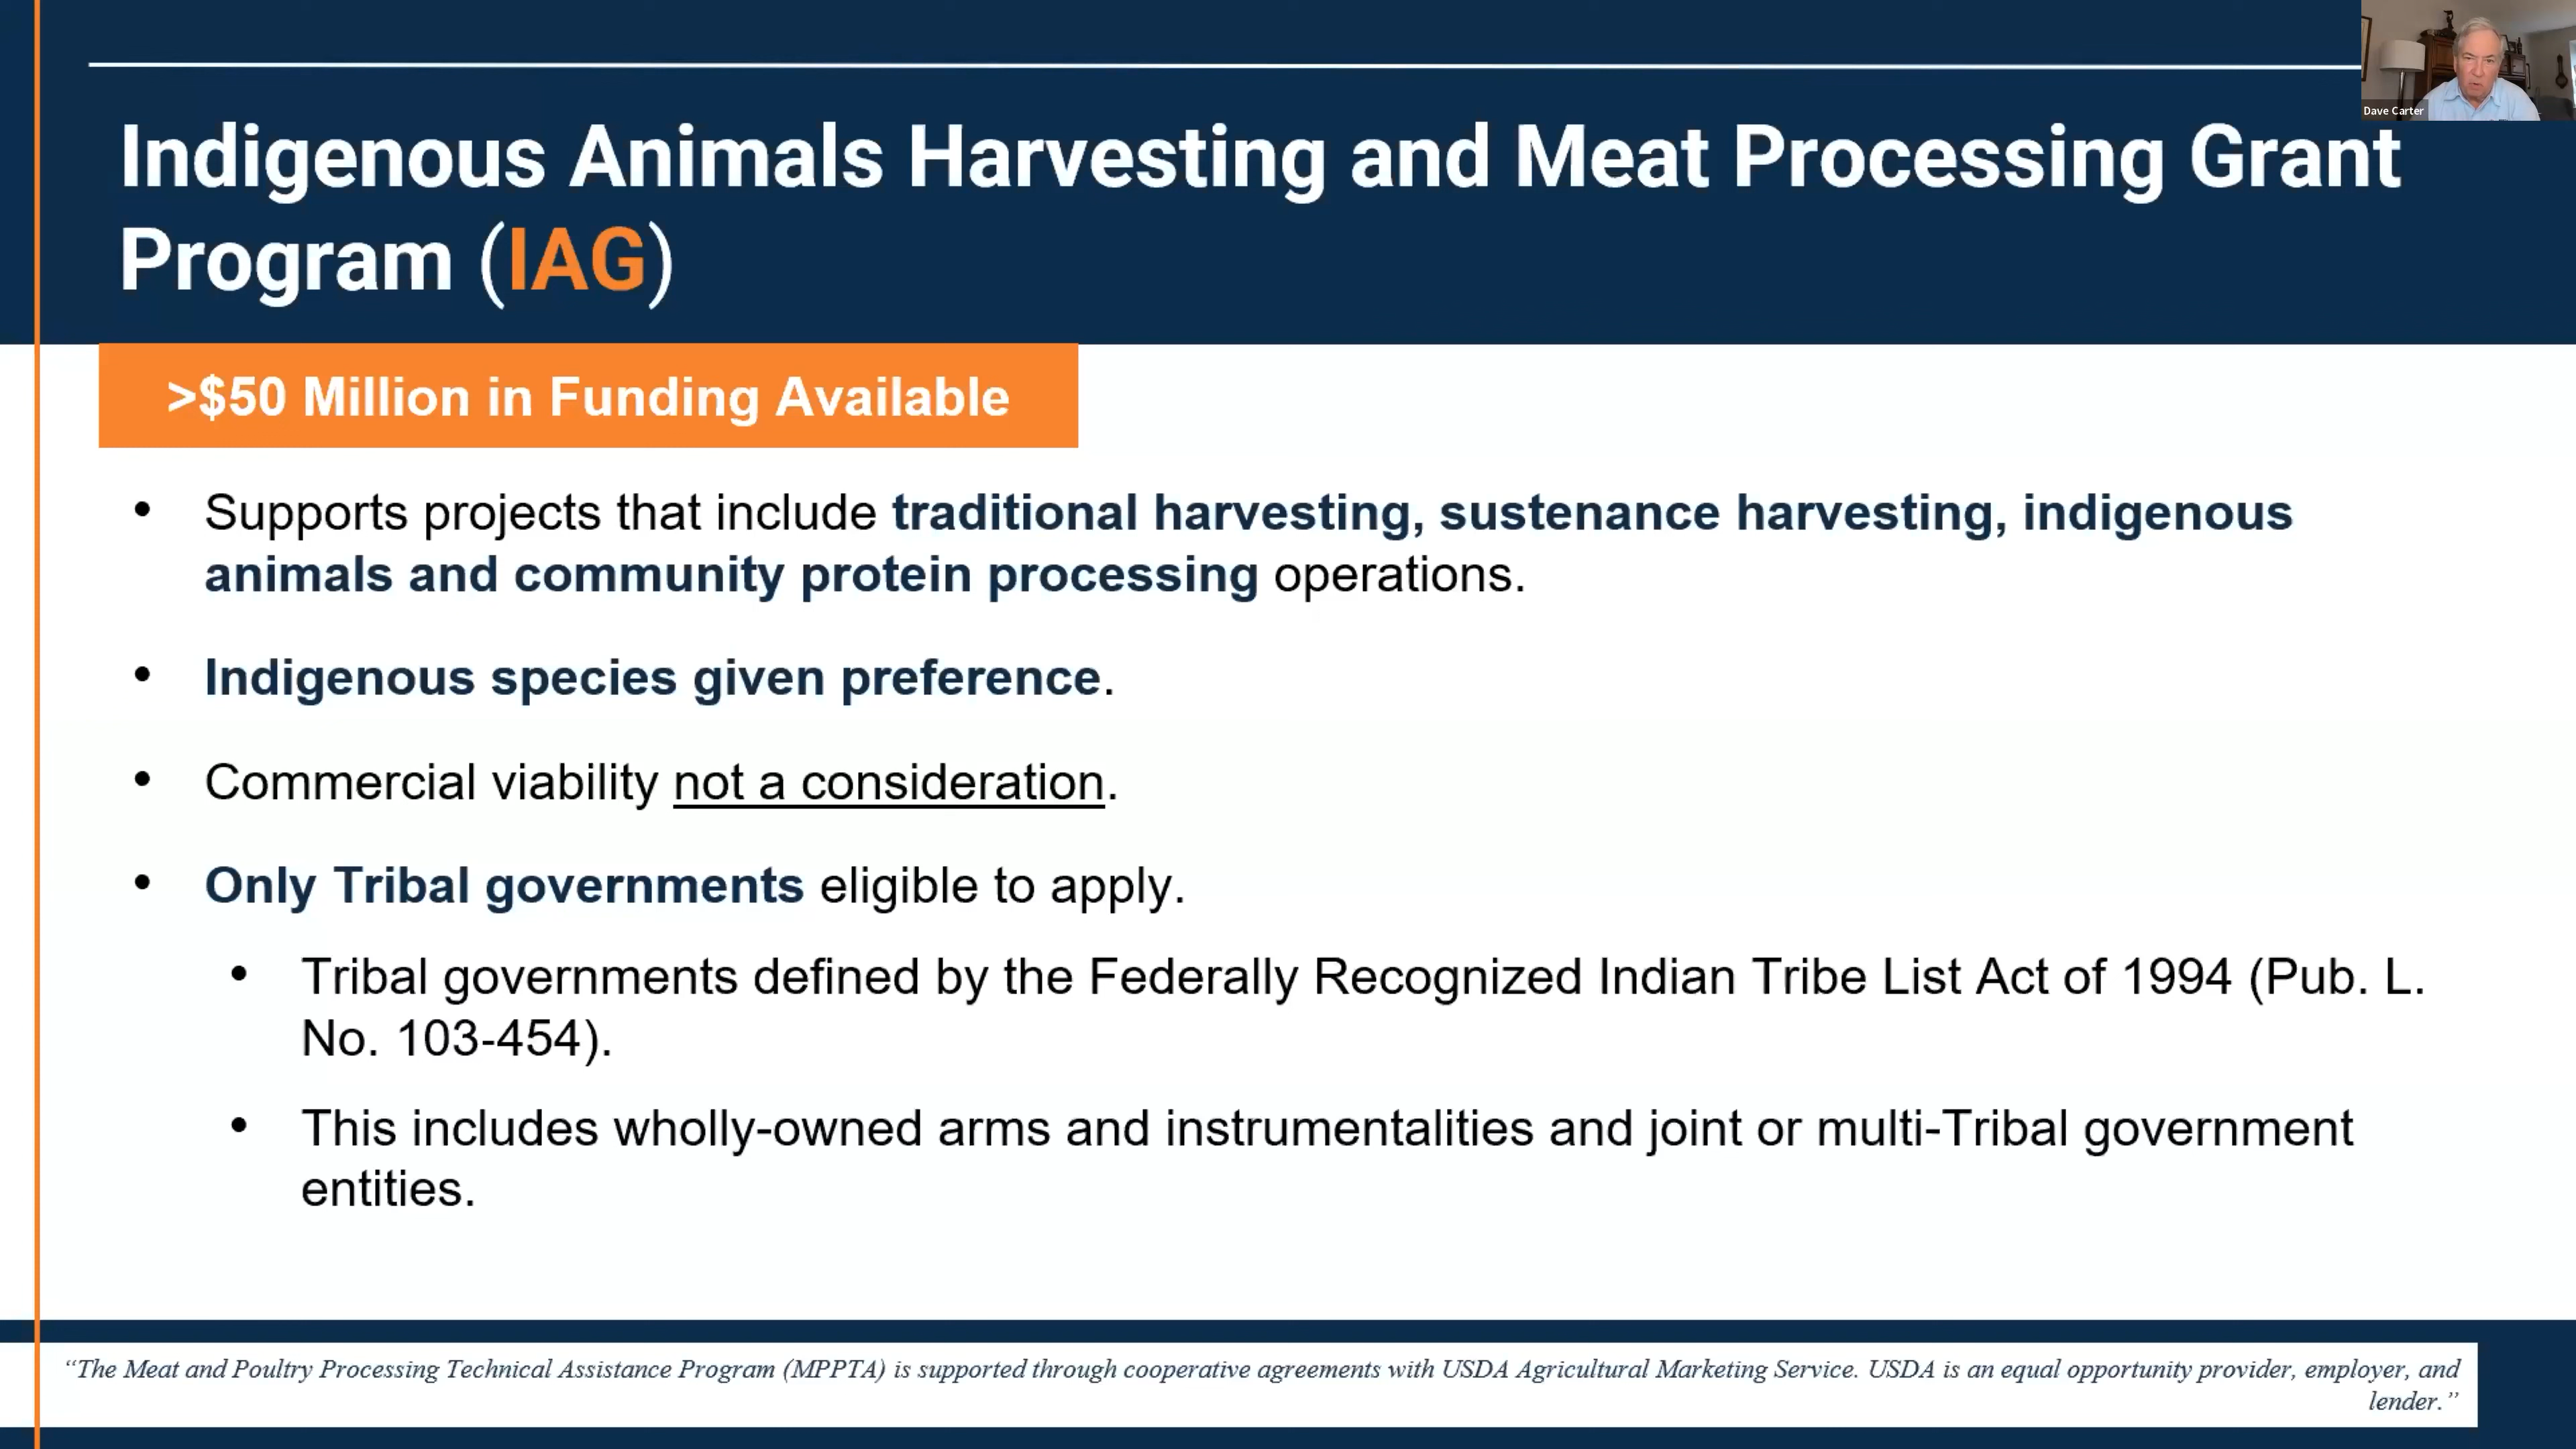 Dave Carter
Indigenous Animals Harvesting and Meat Processing Grant
Program (IAG)
>$50 Million in Funding Available
• Supports projects that include traditional harvesting, sustenance harvesting, indigenous
animals and community protein processing operations.
• Indigenous species given preference.
• Commercial viability not a consideration.
• Only Tribal governments eligible to apply.
• Tribal governments defined by the Federally Recognized Indian Tribe List Act of 1994 (Pub. L.
No. 103-454).
• This includes wholly-owned arms and instrumentalities and joint or multi-Tribal government
entities.
“The Meat and Poultry Processing Technical Assistance Program (MPPTA) is supported through cooperative agreements with USDA Agricultural Marketing Service. USDA is an equal opportunity provider, employer, and
lender.”